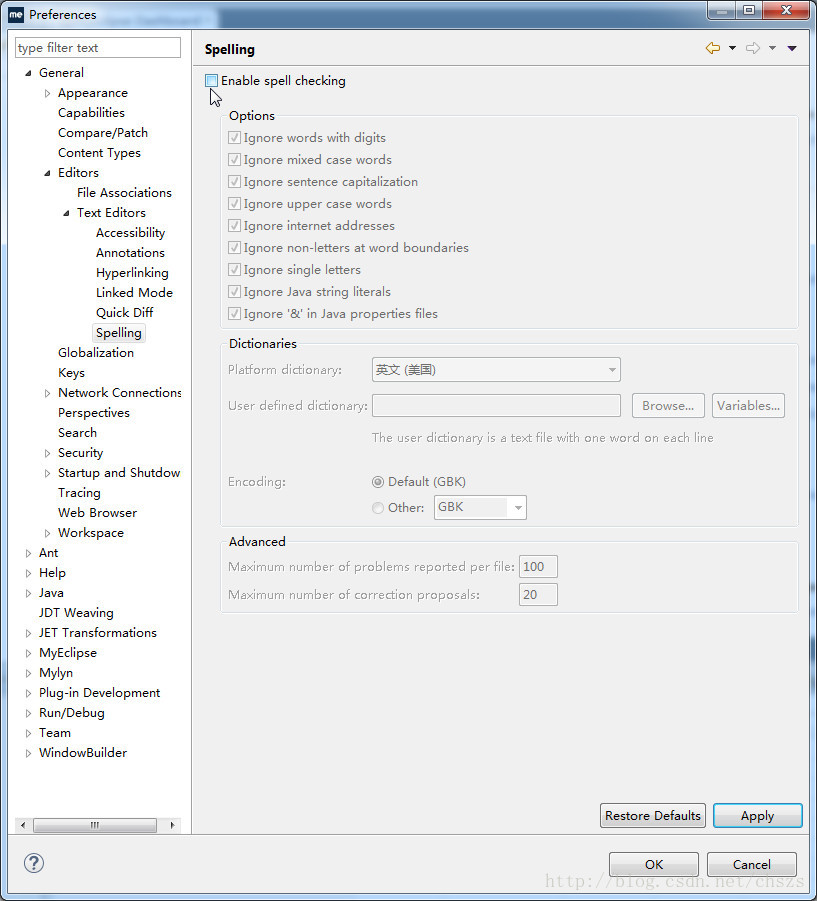 me Preferences
type filter text
General
Appearance
Capabilities
Compare/Patch
Content Types
Editors
File Associations
Text Editors
Accessibility
Annotations
Hyperlinking
Linked Mode
Quick Diff
Spelling
Globalization
Keys
Network Connections
Perspectives
Search
Security
Startup and Shutdow
Tracing
Web Browser
Workspace
Ant
Help
Java
JDT Weaving
JET Transformations
MyEclipse
Mylyn
Plug-in Development
Run/Debug
Team
WindowBuilder
Spelling
Enable spell checking
Options
Ignore words with digits
Ignore mixed case words
Ignore sentence capitalization
Ignore upper case words
Ignore internet addresses
Ignore non-letters at word boundaries
Ignore single letters
Ignore Java string literals
Ignore '&' in Java properties files
Dictionaries
Platform dictionary: 英文 (美国)
User defined dictionary: Browse... Variables...
The user dictionary is a text file with one word on each line
Encoding: Default (GBK)
Other: GBK
Advanced
Maximum number of problems reported per file: 100
Maximum number of correction proposals: 20
Restore Defaults Apply
? OK Cancel
http://blog.csdn.net/chszs